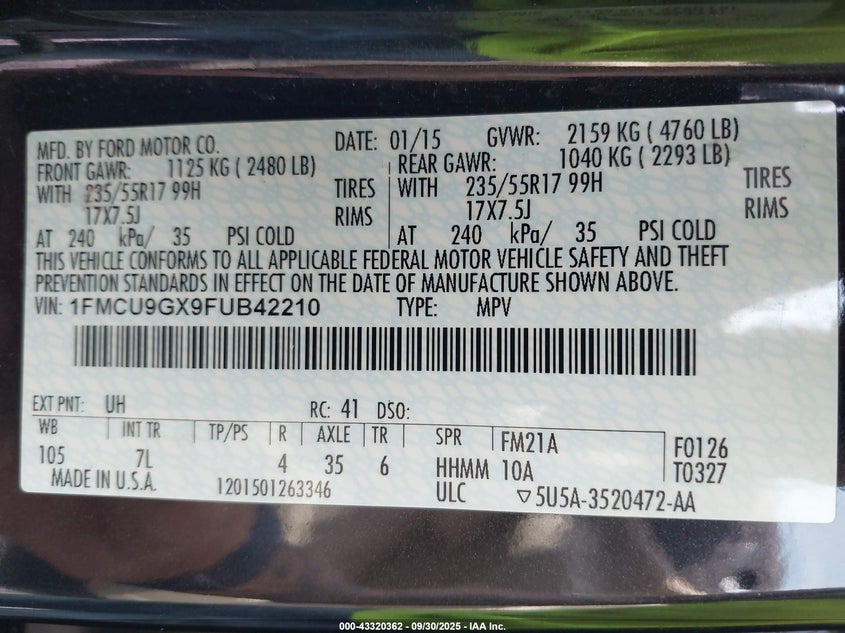 MFD. BY FORD MOTOR CO. DATE: 01/15 GVWR: 2159 KG ( 4760 LB)
FRONT GAWR: 1125 KG ( 2480 LB) REAR GAWR: 1040 KG ( 2293 LB)
WITH 235/55R17 99H TIRES WITH 235/55R17 99H TIRES
17X7.5J RIMS 17X7.5J RIMS
AT 240 kPa/ 35 PSI COLD AT 240 kPa/ 35 PSI COLD
THIS VEHICLE CONFORMS TO ALL APPLICABLE FEDERAL MOTOR VEHICLE SAFETY AND THEFT
PREVENTION STANDARDS IN EFFECT ON THE DATE OF MANUFACTURE SHOWN ABOVE.
VIN: 1FMCU9GX9FUB42210 TYPE: MPV
EXT PNT: UH RC: 41 DSO:
WB INT TR TP/PS R AXLE TR SPR FM21A F0126
105 7L 4 35 6 HHMM 10A T0327
MADE IN U.S.A. 1201501263346 ULC ▽5U5A-3520472-AA
000-43320362 - 09/30/2025 - IAA Inc.